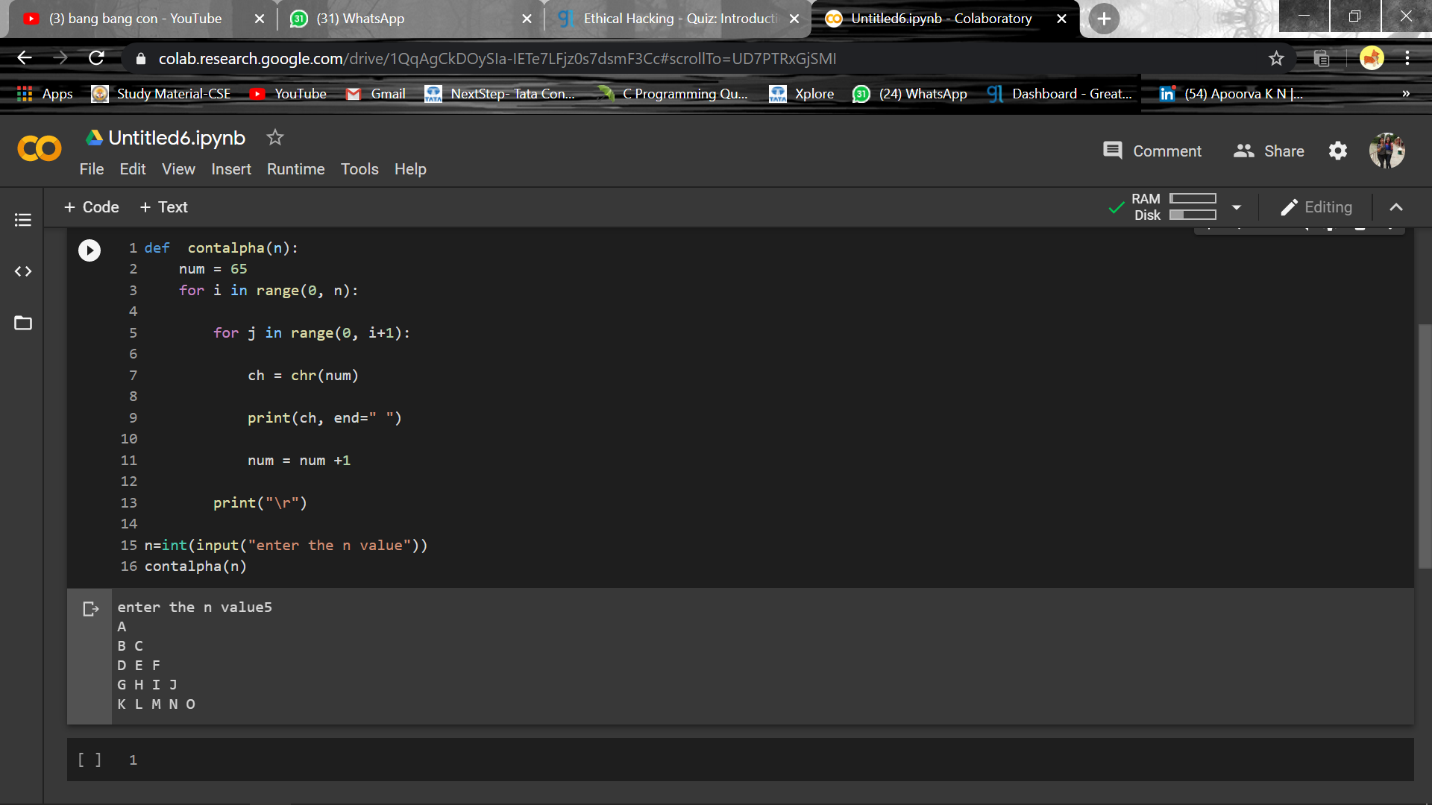 (3) bang bang con - YouTube
(31) WhatsApp
Ethical Hacking - Quiz: Introducti
Untitled6.ipynb - Colaboratory
colab.research.google.com/drive/1QqAgCkDOySIa-IETe7LFjz0s7dsmF3Cc#scrollTo=UD7PTRxGjSMI
Apps
Study Material-CSE
YouTube
Gmail
NextStep- Tata Con...
C Programming Qu...
Xplore
(24) WhatsApp
Dashboard - Great...
(54) Apoorva K N |...
»
Untitled6.ipynb
File Edit View Insert Runtime Tools Help
Comment
Share
+ Code + Text
RAM
Disk
Editing
1 def  contalpha(n):
2     num = 65
3     for i in range(0, n):
4
5         for j in range(0, i+1):
6
7             ch = chr(num)
8
9             print(ch, end=" ")
10
11             num = num +1
12
13         print("\r")
14
15 n=int(input("enter the n value"))
16 contalpha(n)
enter the n value5
A
B C
D E F
G H I J
K L M N O
[ ] 1